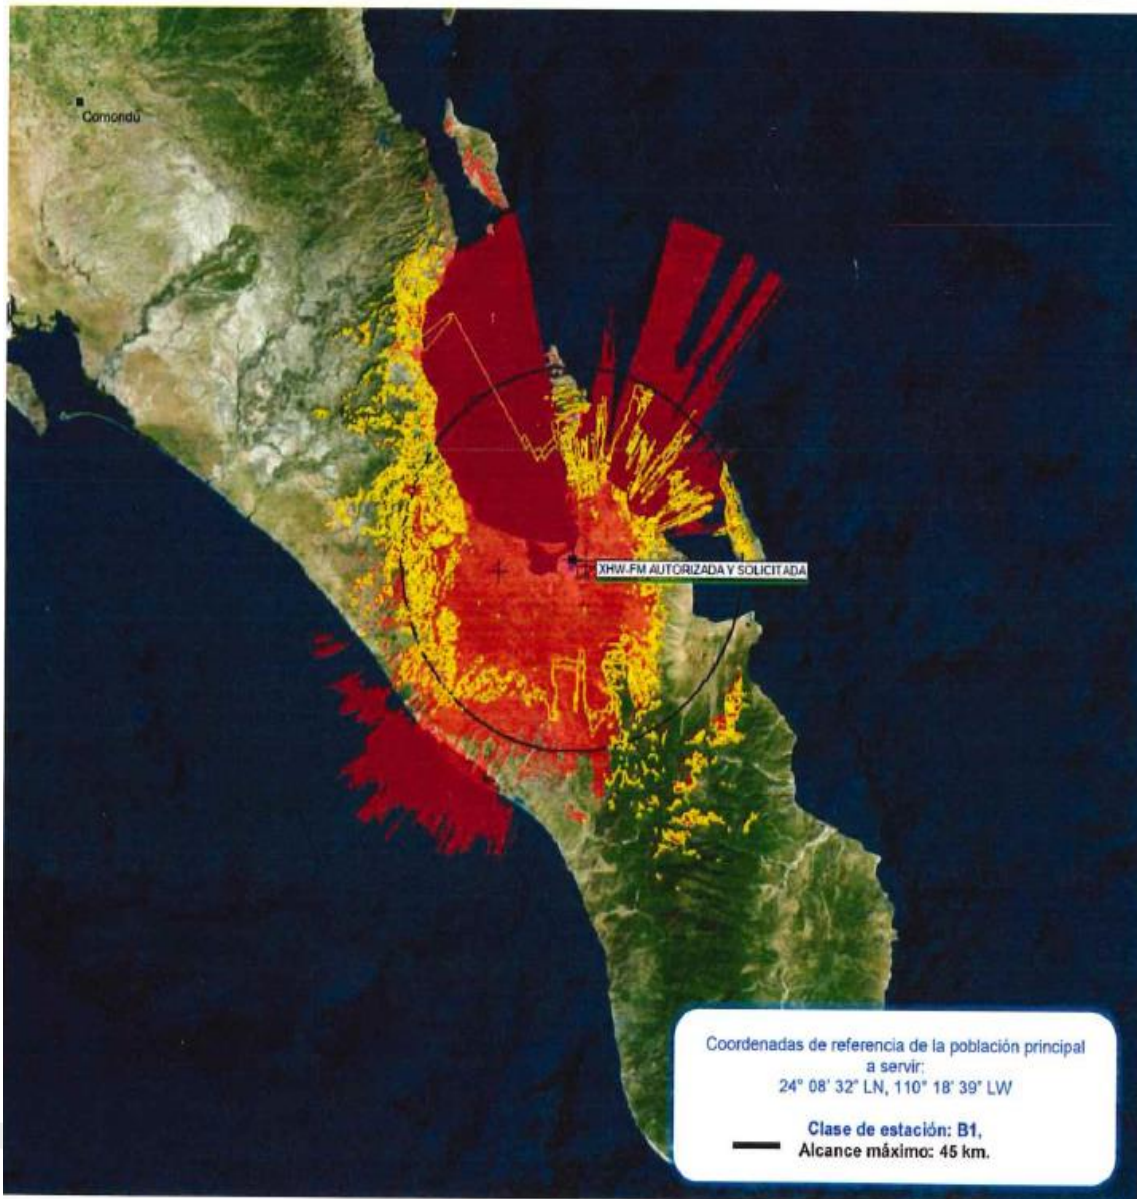 Comondú
XHW-FM AUTORIZADA Y SOLICITADA
Coordenadas de referencia de la población principal
a servir:
24° 08' 32" LN, 110° 18' 39" LW
Clase de estación: B1,
Alcance máximo: 45 km.